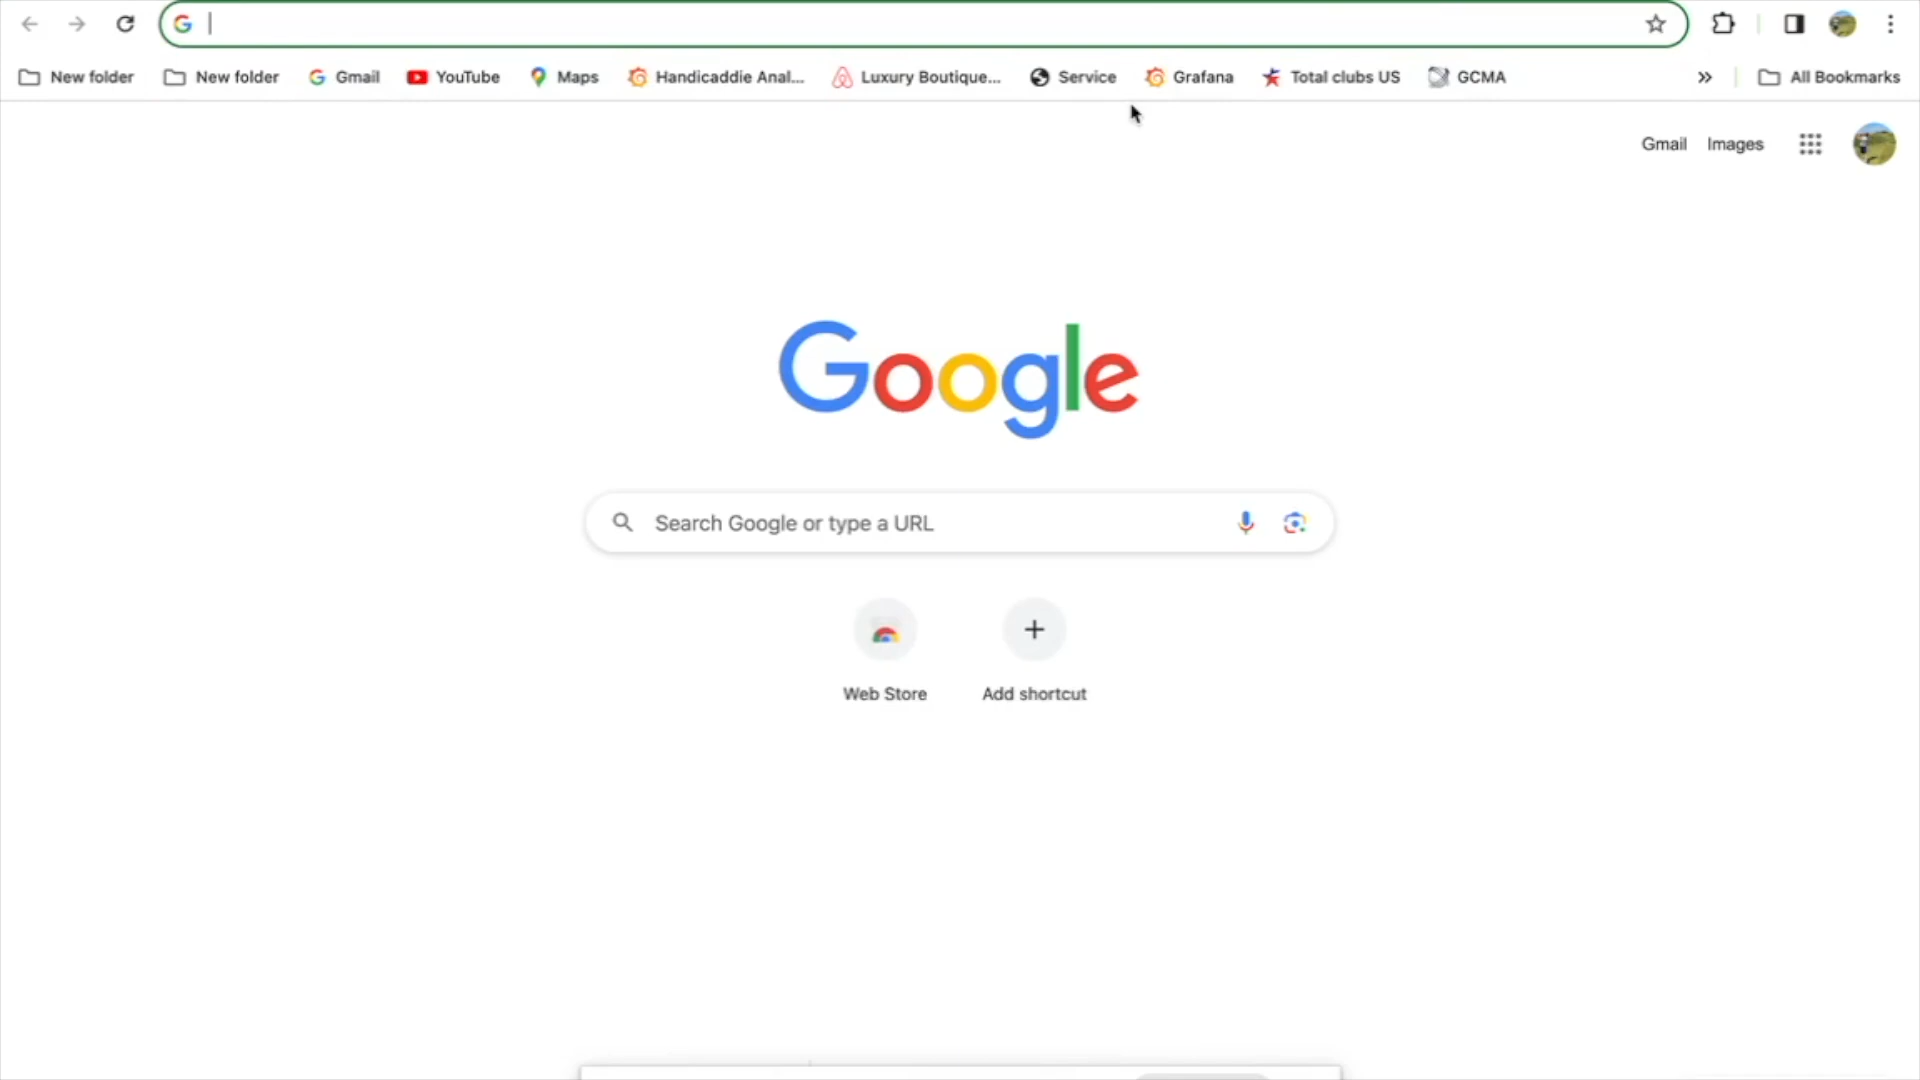 New folder New folder Gmail YouTube Maps Handicaddie Anal... Luxury Boutique... Service Grafana Total clubs US GCMA All Bookmarks
Gmail Images
Google
Search Google or type a URL
Web Store Add shortcut